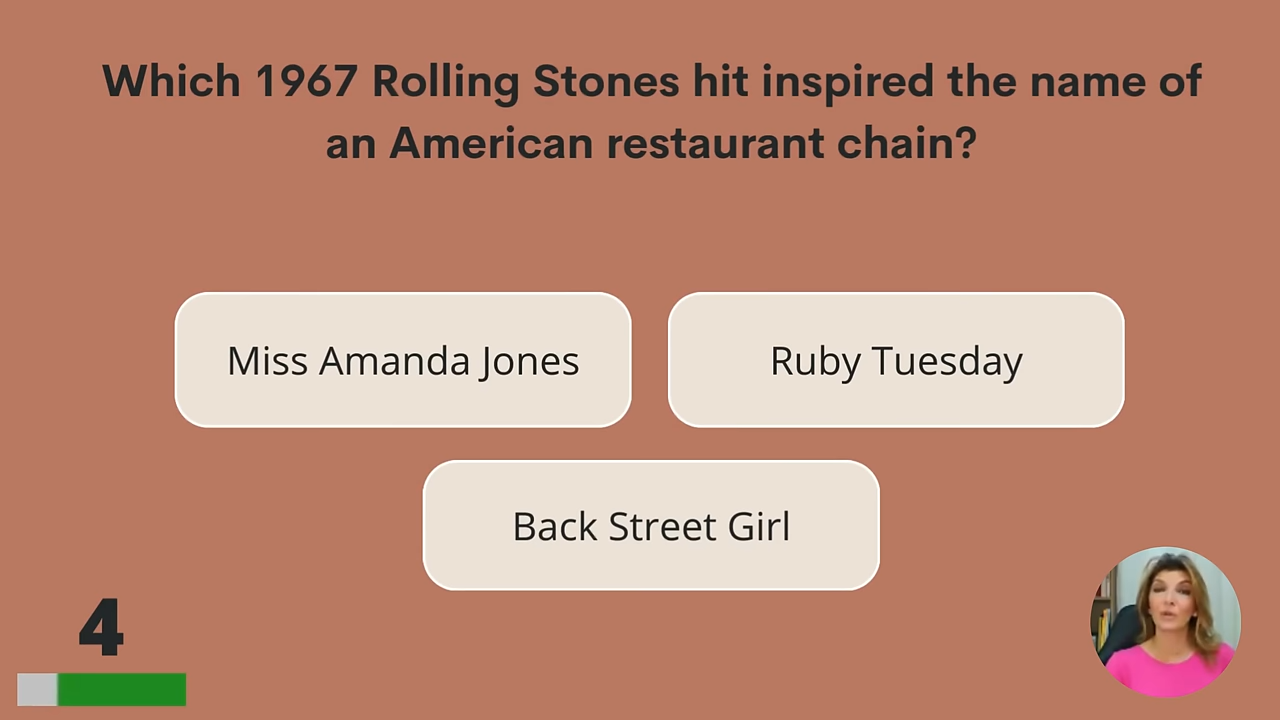 Which 1967 Rolling Stones hit inspired the name of
an American restaurant chain?
Miss Amanda Jones
Ruby Tuesday
Back Street Girl
4